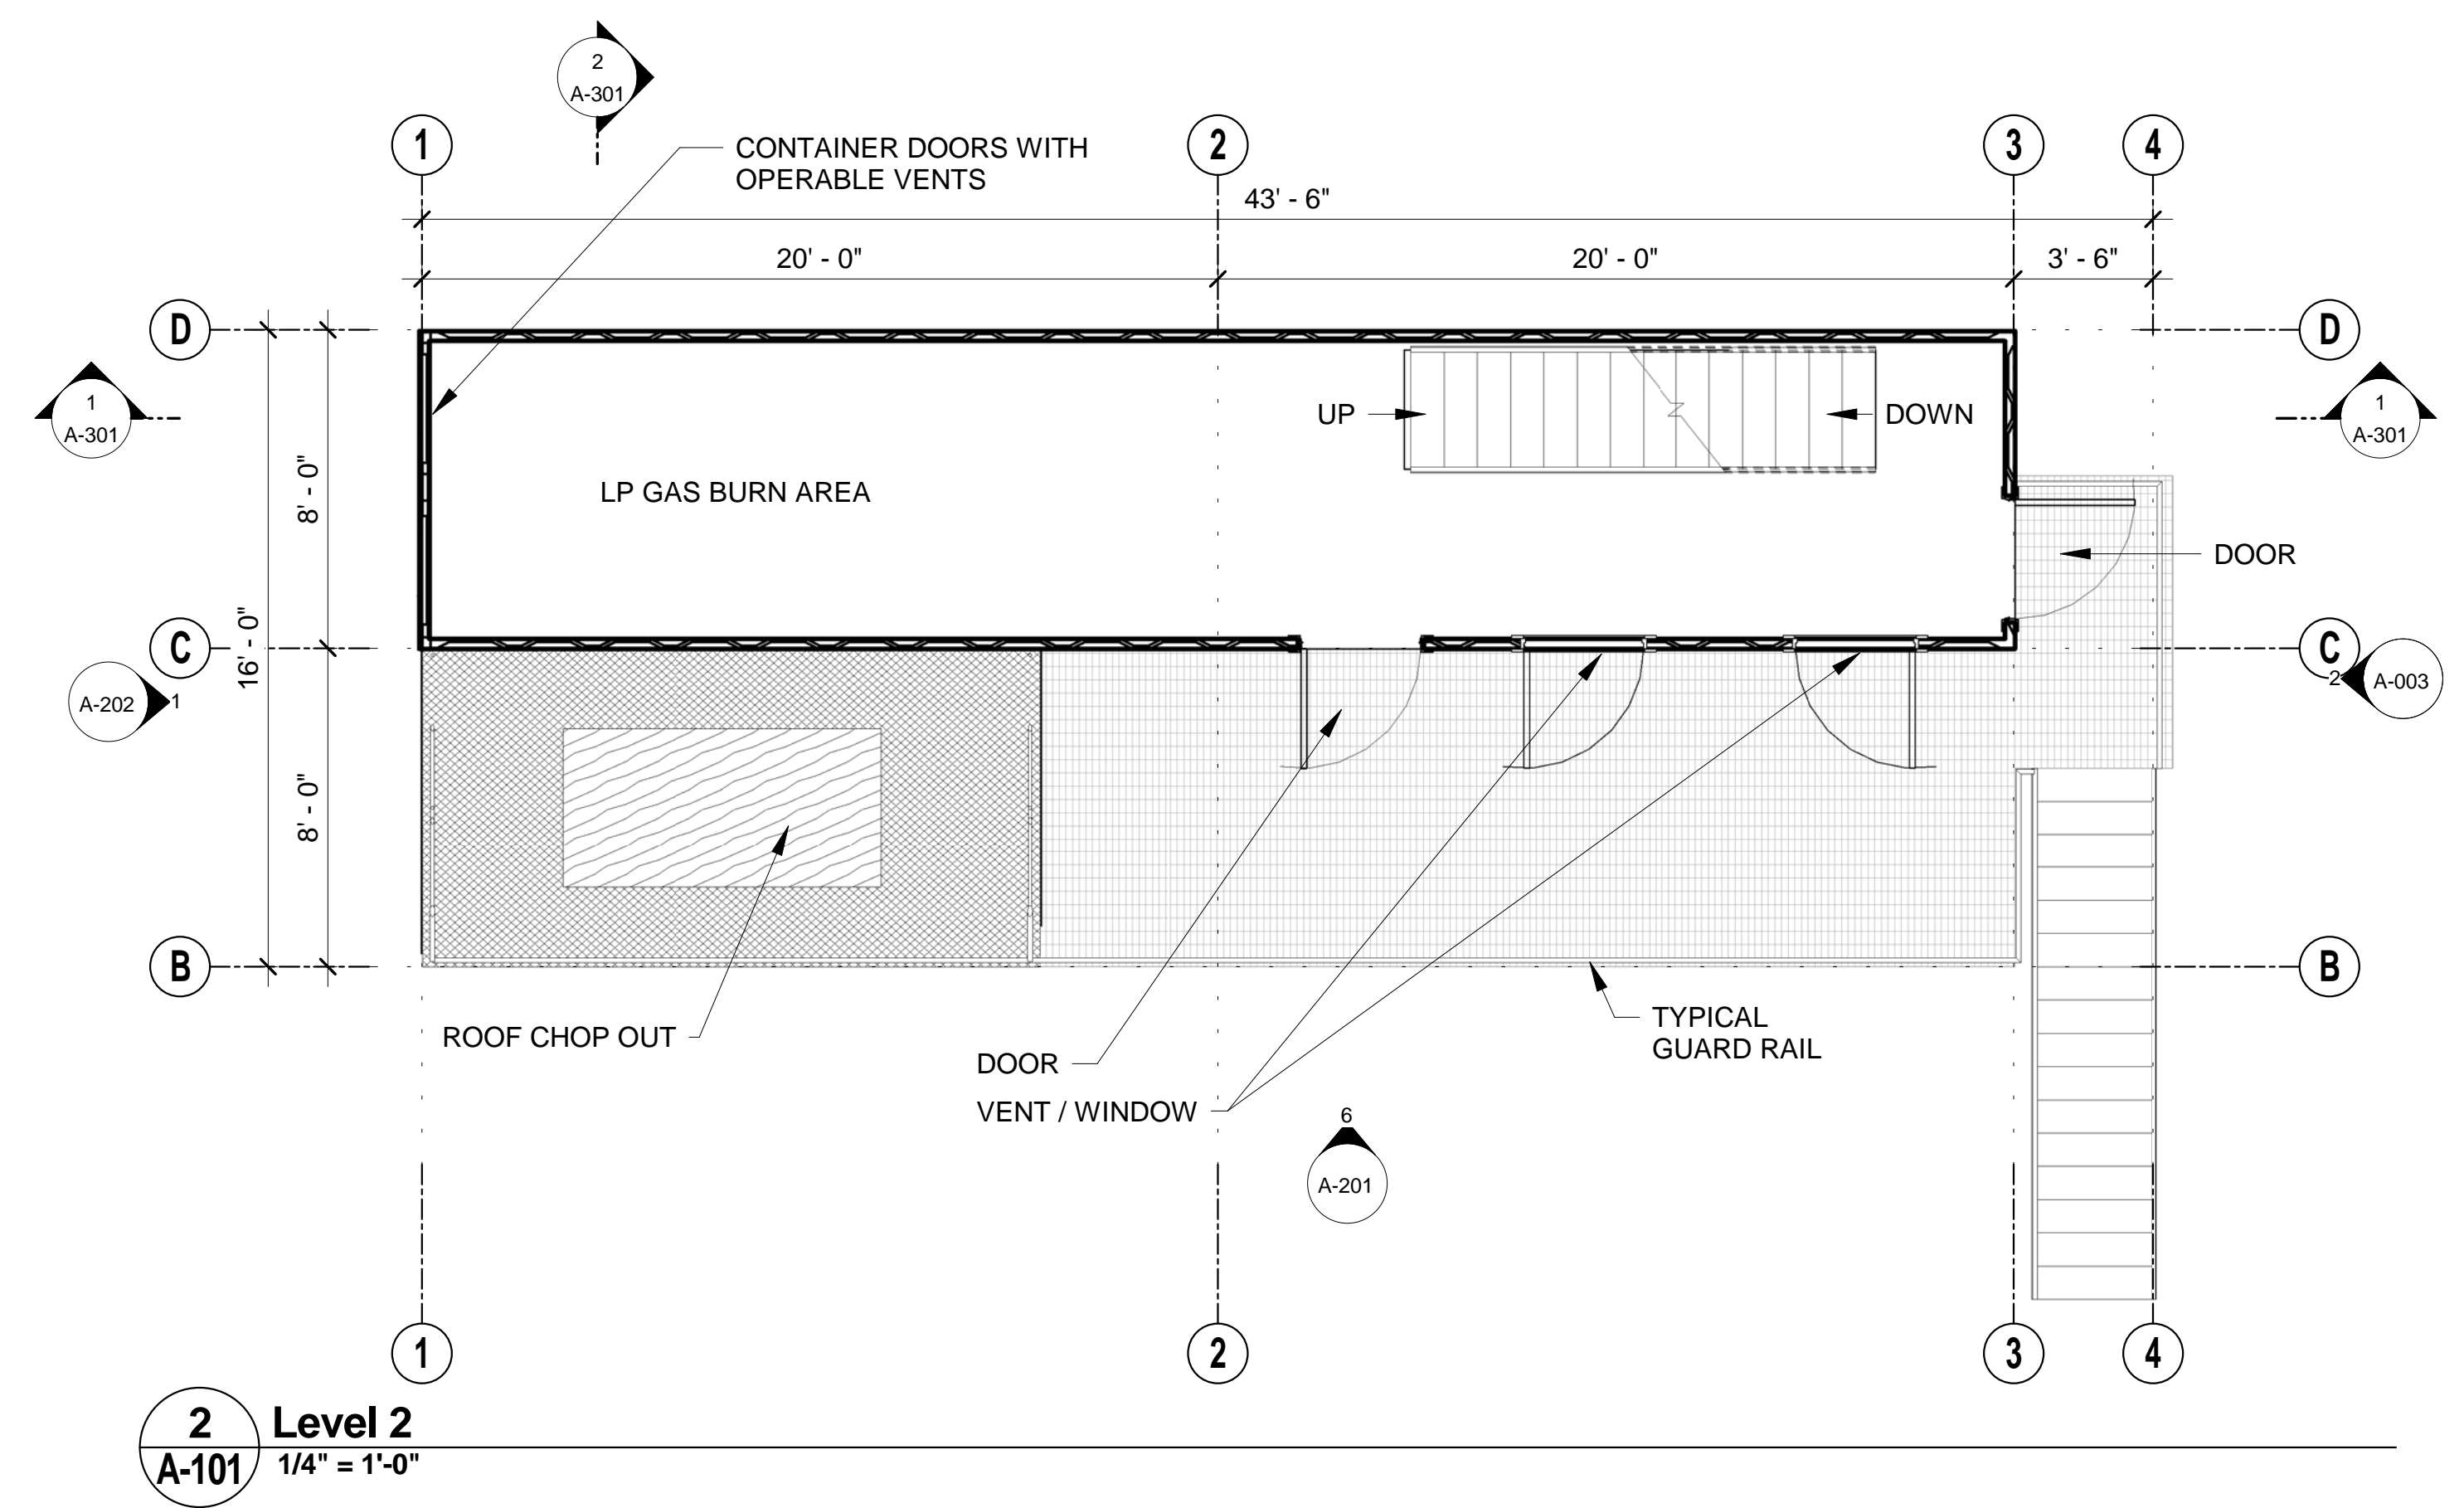 2
A-301
1
2
3
4
CONTAINER DOORS WITH
OPERABLE VENTS
43' - 6"
20' - 0"
20' - 0"
3' - 6"
D
D
1
A-301
1
A-301
UP
DOWN
8' - 0"
LP GAS BURN AREA
DOOR
16' - 0"
C
C
A-202
1
2
A-003
8' - 0"
B
B
ROOF CHOP OUT
TYPICAL
GUARD RAIL
DOOR
VENT / WINDOW
6
A-201
1
2
3
4
2
Level 2
A-101
1/4" = 1'-0"